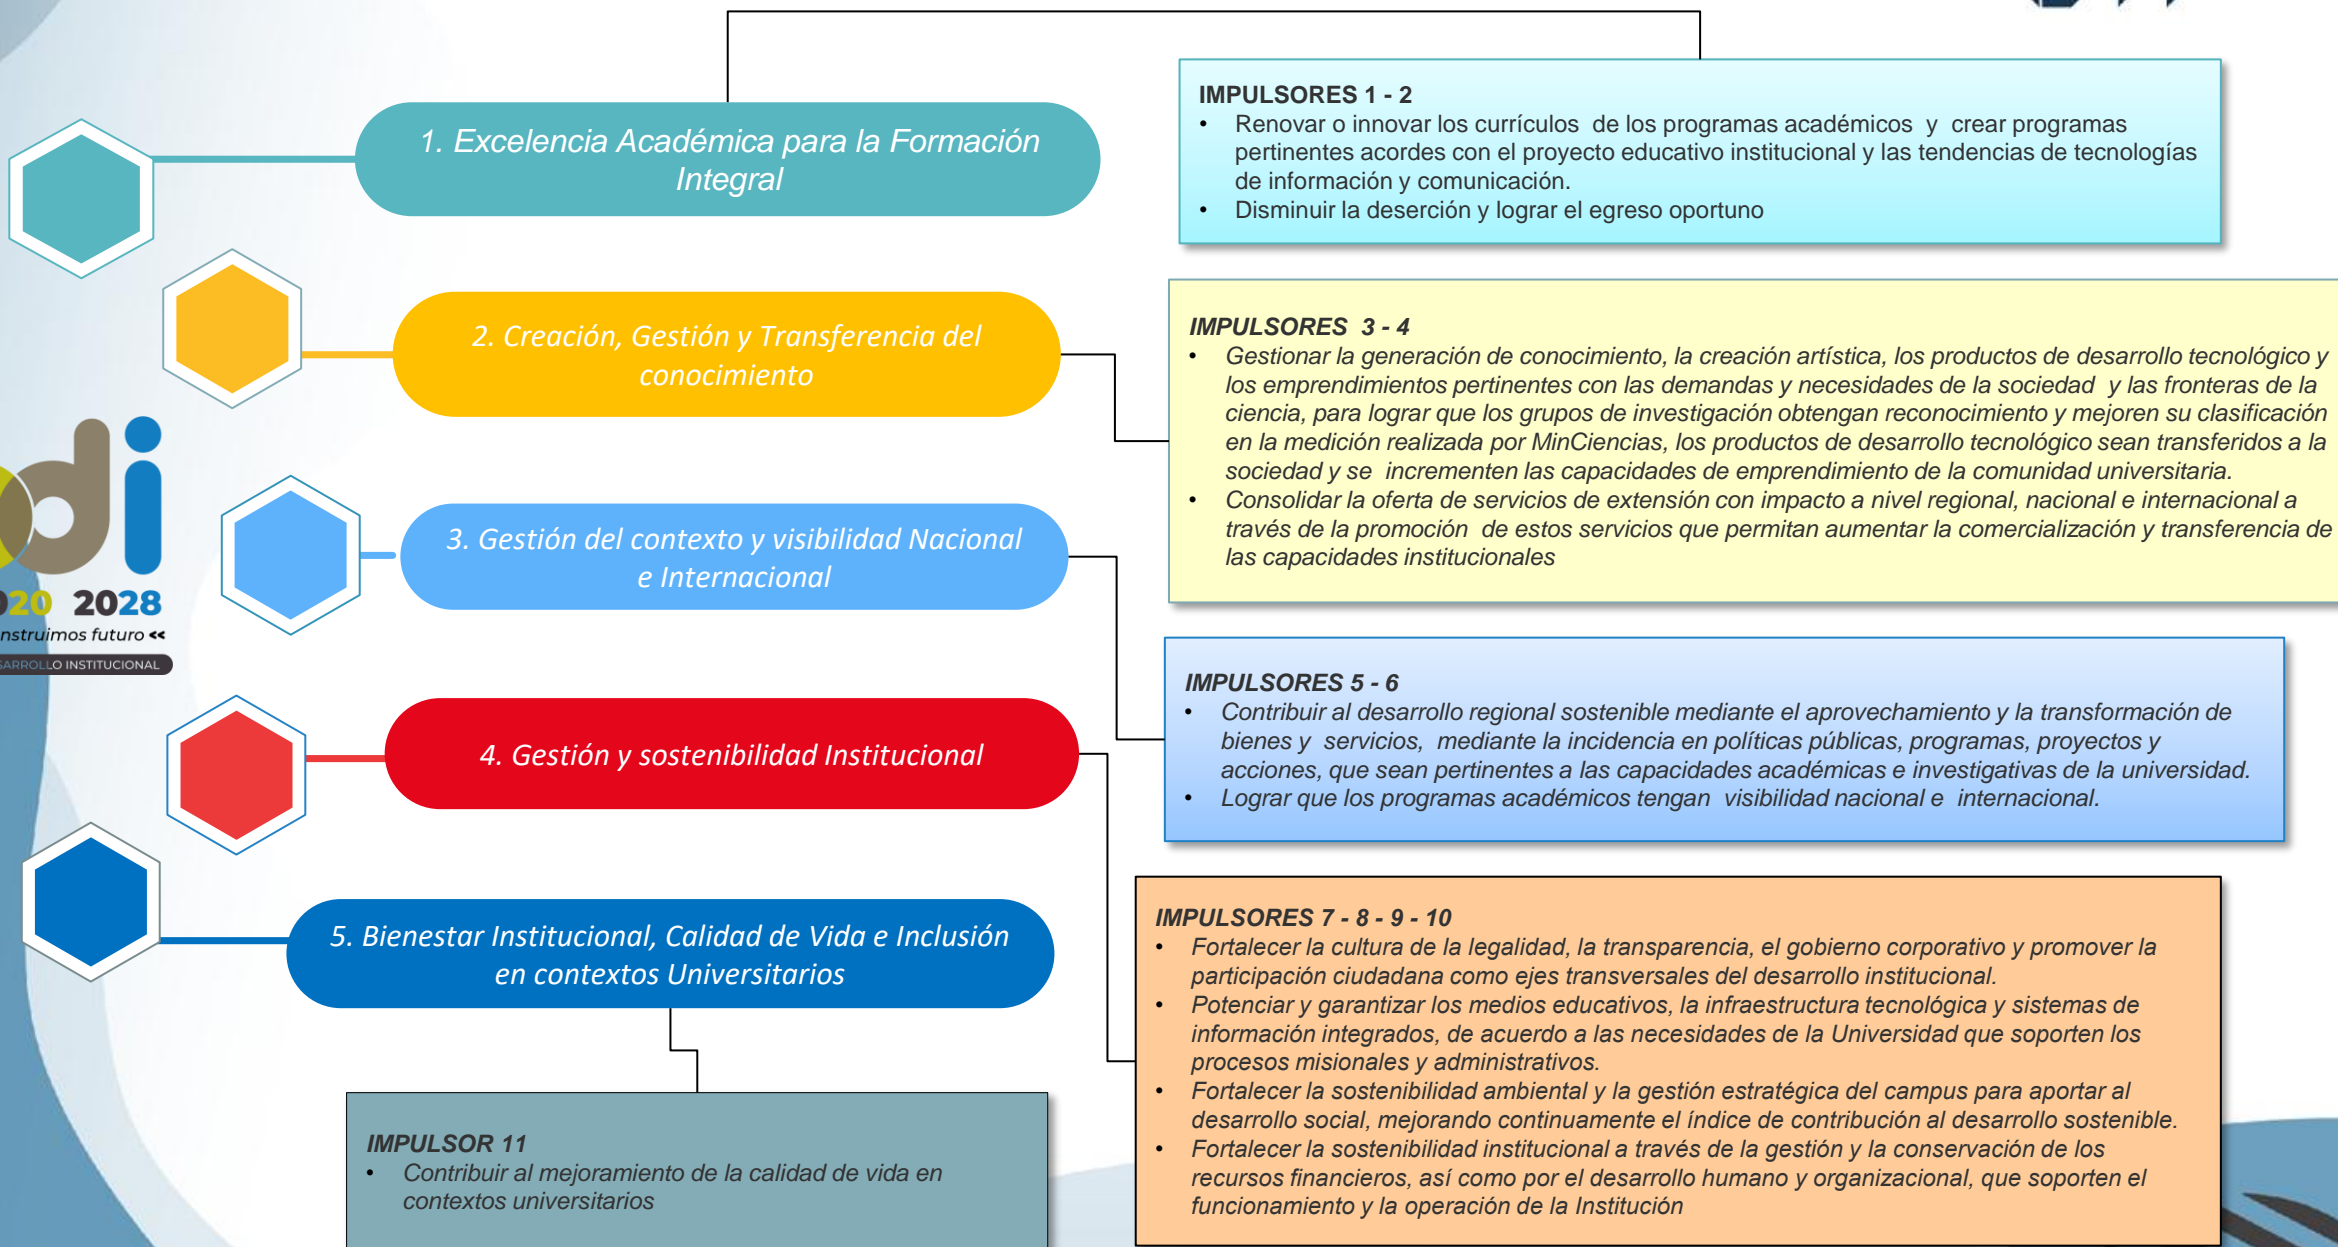 1. Excelencia Académica para la Formación
Integral
IMPULSORES 1 - 2
• Renovar o innovar los currículos de los programas académicos y crear programas
pertinentes acordes con el proyecto educativo institucional y las tendencias de tecnologías
de información y comunicación.
• Disminuir la deserción y lograr el egreso oportuno
2. Creación, Gestión y Transferencia del
conocimiento
IMPULSORES 3 - 4
• Gestionar la generación de conocimiento, la creación artística, los productos de desarrollo tecnológico y
los emprendimientos pertinentes con las demandas y necesidades de la sociedad y las fronteras de la
ciencia, para lograr que los grupos de investigación obtengan reconocimiento y mejoren su clasificación
en la medición realizada por MinCiencias, los productos de desarrollo tecnológico sean transferidos a la
sociedad y se incrementen las capacidades de emprendimiento de la comunidad universitaria.
• Consolidar la oferta de servicios de extensión con impacto a nivel regional, nacional e internacional a
través de la promoción de estos servicios que permitan aumentar la comercialización y transferencia de
las capacidades institucionales
di
20 2028
nstruimos futuro <<
SARROLLO INSTITUCIONAL
3. Gestión del contexto y visibilidad Nacional
e Internacional
IMPULSORES 5 - 6
• Contribuir al desarrollo regional sostenible mediante el aprovechamiento y la transformación de
bienes y servicios, mediante la incidencia en políticas públicas, programas, proyectos y
acciones, que sean pertinentes a las capacidades académicas e investigativas de la universidad.
• Lograr que los programas académicos tengan visibilidad nacional e internacional.
4. Gestión y sostenibilidad Institucional
IMPULSORES 7 - 8 - 9 - 10
• Fortalecer la cultura de la legalidad, la transparencia, el gobierno corporativo y promover la
participación ciudadana como ejes transversales del desarrollo institucional.
• Potenciar y garantizar los medios educativos, la infraestructura tecnológica y sistemas de
información integrados, de acuerdo a las necesidades de la Universidad que soporten los
procesos misionales y administrativos.
• Fortalecer la sostenibilidad ambiental y la gestión estratégica del campus para aportar al
desarrollo social, mejorando continuamente el índice de contribución al desarrollo sostenible.
• Fortalecer la sostenibilidad institucional a través de la gestión y la conservación de los
recursos financieros, así como por el desarrollo humano y organizacional, que soporten el
funcionamiento y la operación de la Institución
5. Bienestar Institucional, Calidad de Vida e Inclusión
en contextos Universitarios
IMPULSOR 11
• Contribuir al mejoramiento de la calidad de vida en
contextos universitarios